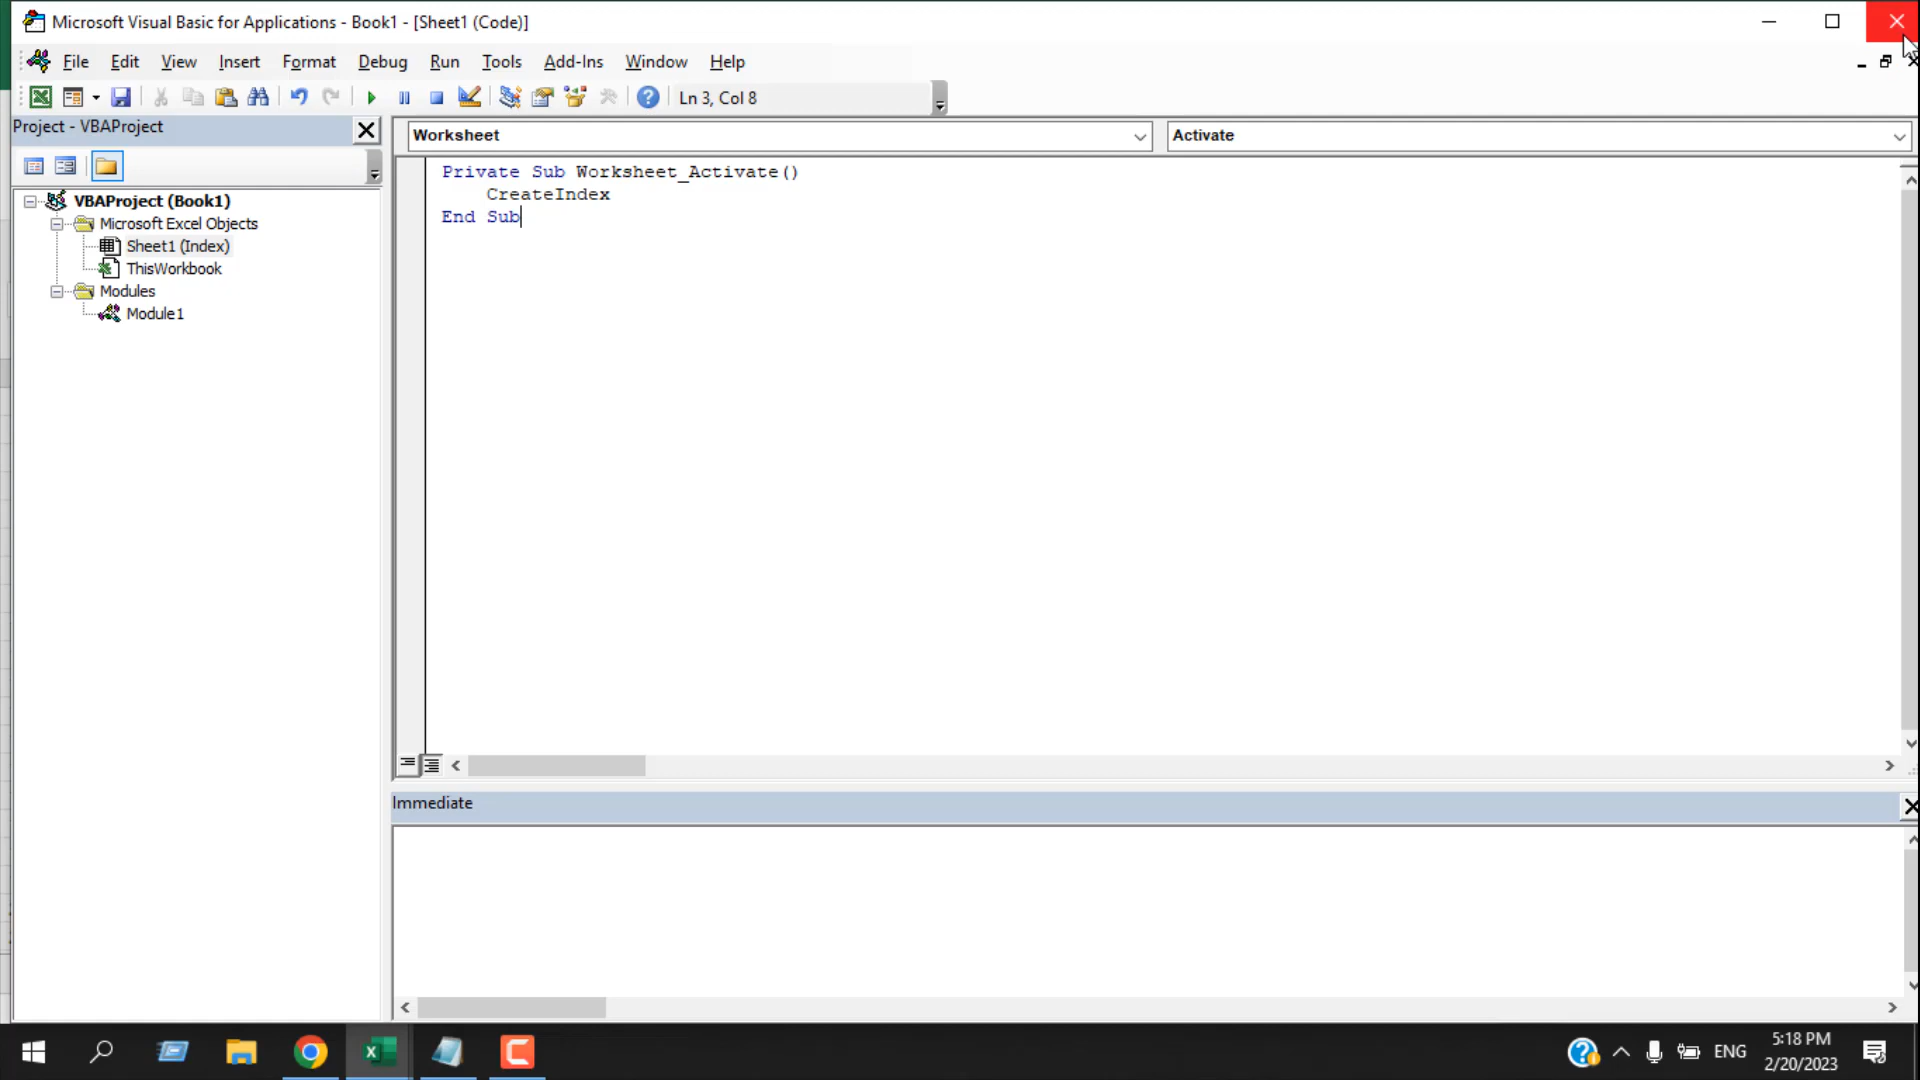 Microsoft Visual Basic for Applications - Book1 - [Sheet1 (Code)]
File Edit View Insert Format Debug Run Tools Add-Ins Window Help
Ln 3, Col 8
Project - VBAProject
Worksheet
Activate
Private Sub Worksheet_Activate()
CreateIndex
End Sub
VBAProject (Book1)
Microsoft Excel Objects
Sheet1 (Index)
ThisWorkbook
Modules
Module1
Immediate
ENG
5:18 PM
2/20/2023